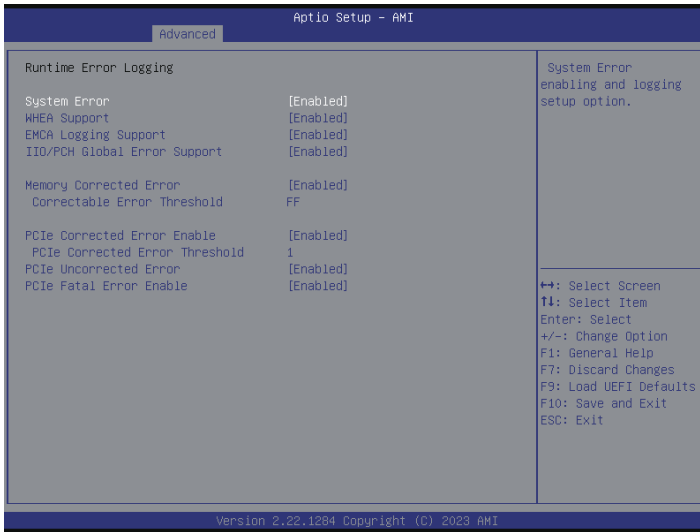 Aptio Setup – AMI
Advanced
Runtime Error Logging
System Error [Enabled]
WHEA Support [Enabled]
EMCA Logging Support [Enabled]
IIO/PCH Global Error Support [Enabled]
Memory Corrected Error [Enabled]
Correctable Error Threshold FF
PCIe Corrected Error Enable [Enabled]
PCIe Corrected Error Threshold 1
PCIe Uncorrected Error [Enabled]
PCIe Fatal Error Enable [Enabled]
System Error
enabling and logging
setup option.
↔: Select Screen
↑↓: Select Item
Enter: Select
+/-: Change Option
F1: General Help
F7: Discard Changes
F9: Load UEFI Defaults
F10: Save and Exit
ESC: Exit
Version 2.22.1284 Copyright (C) 2023 AMI